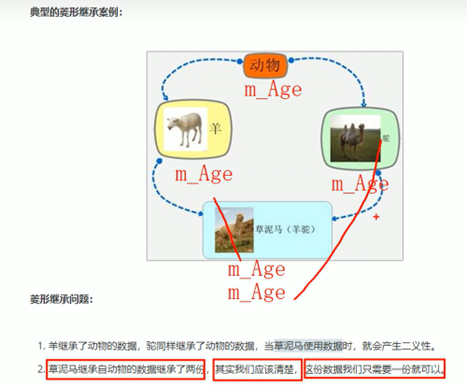 典型的菱形继承案例：
动物
m_Age
羊
驼
m_Age
m_Age
草泥马（羊驼）
m_Age
m_Age
菱形继承问题：
1. 羊继承了动物的数据，驼同样继承了动物的数据，当草泥马使用数据时，就会产生二义性。
2. 草泥马继承自动物的数据继承了两份，其实我们应该清楚，这份数据我们只需要一份就可以。